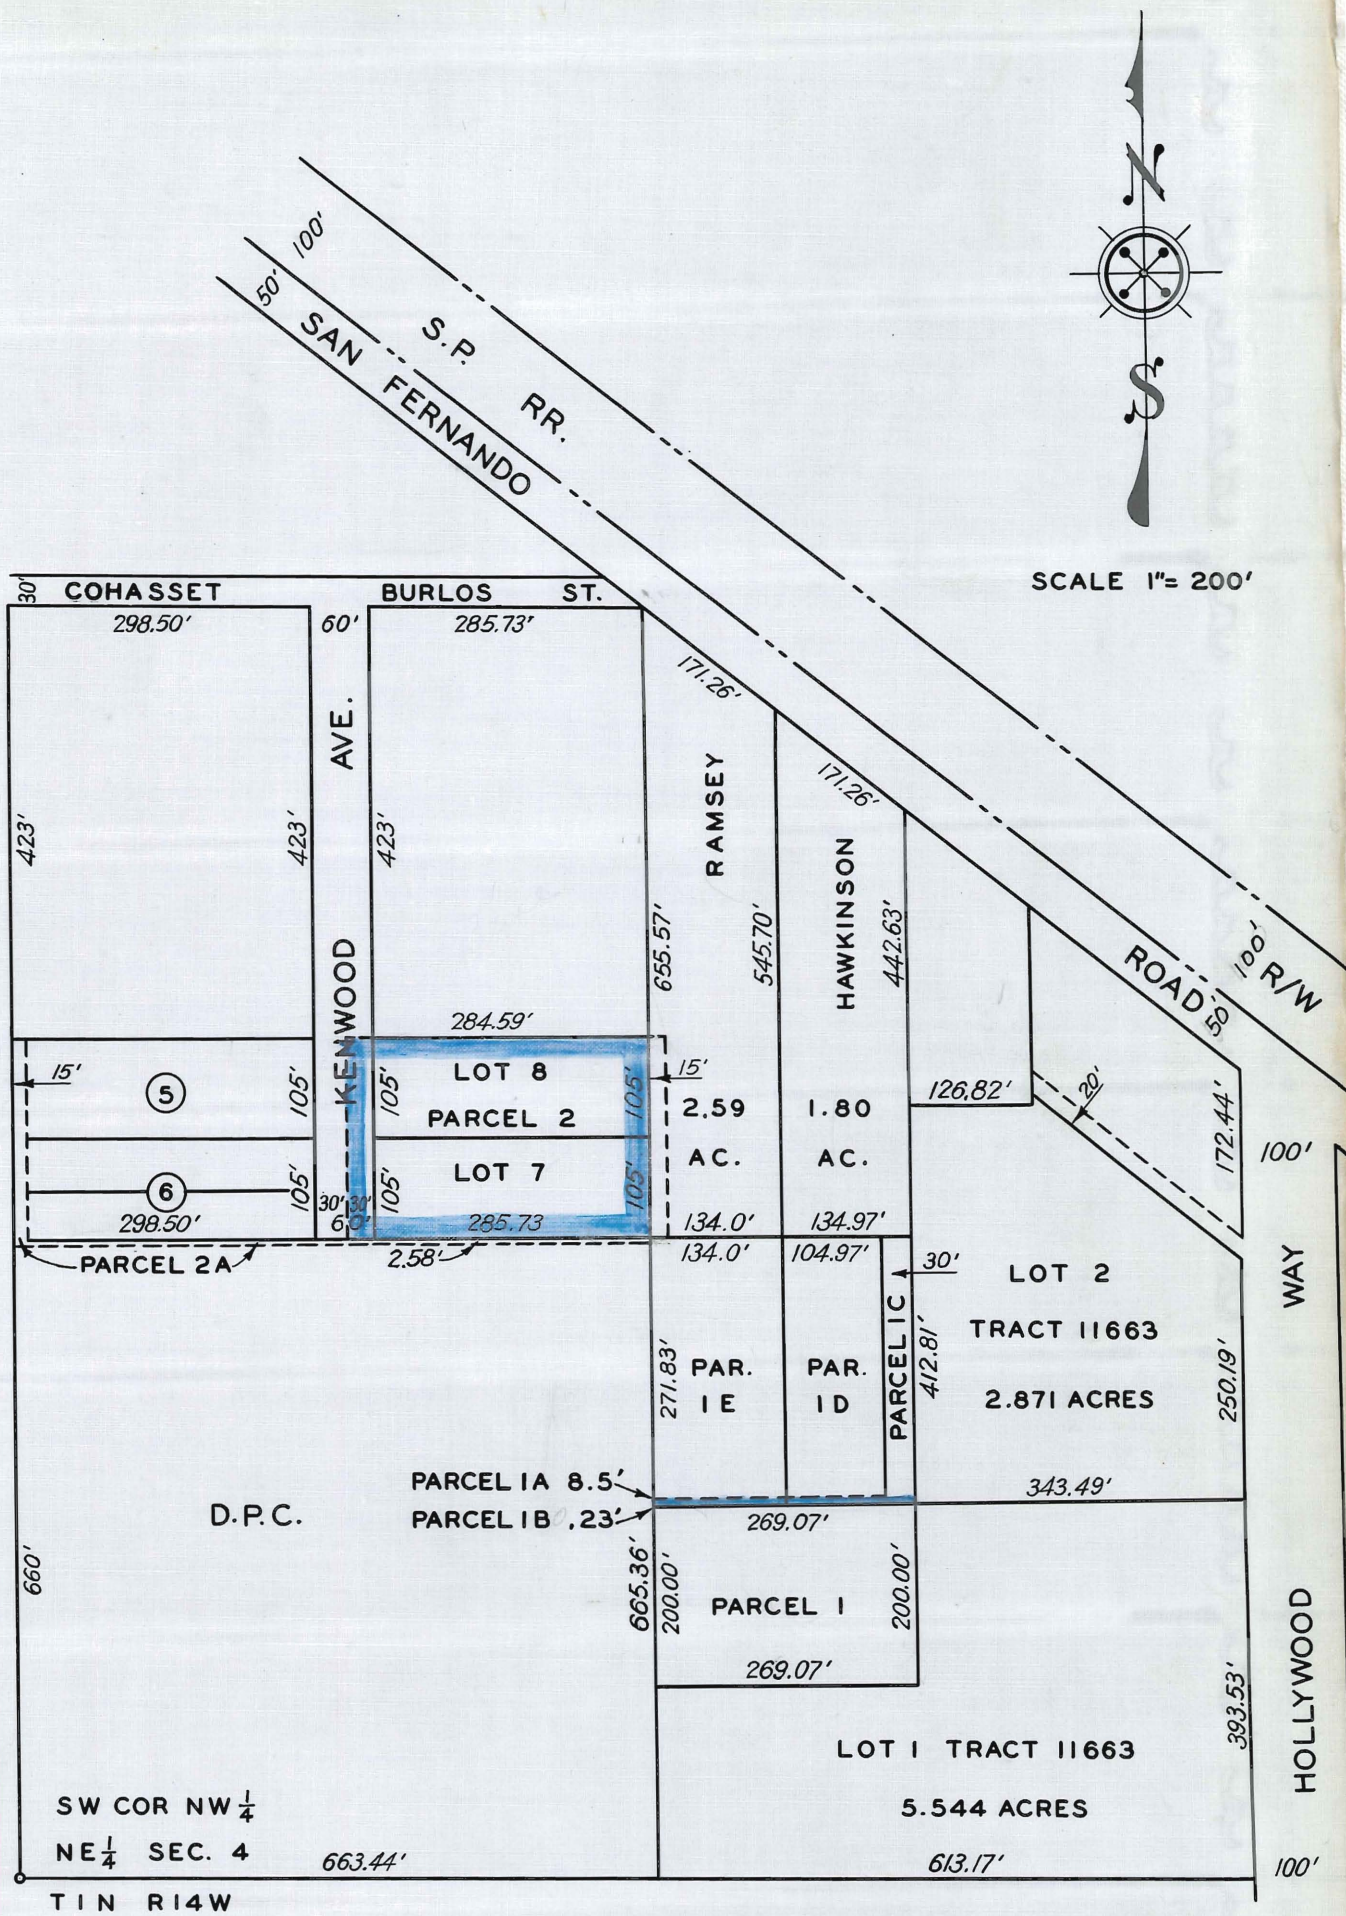 N
S
100'
50'
S.P. RR.
SAN FERNANDO
SCALE 1"= 200'
30' COHASSET BURLOS ST.
298.50' 60' 285.73'
171.26'
AVE.
RAMSEY
171.26'
423' 423' 423'
HAWKINSON
KENWOOD
655.57' 545.70' 442.63'
ROAD 50' 100' R/W
284.59'
15' 5 105' 105' LOT 8 105' 15'
PARCEL 2
2.59 1.80 126.82' 20'
AC. AC.
172.44' 100'
6 105' 105' LOT 7 105'
30' 30'
298.50' 60' 285.73 134.0' 134.97'
PARCEL 2A 2.58' 134.0' 104.97' 30'
LOT 2
TRACT 11663
2.871 ACRES
WAY
271.83' PAR. PAR. PARCEL 1C 412.81' 250.19'
1E 1D
PARCEL 1A 8.5'
343.49'
D.P.C.
PARCEL 1B .23'
269.07'
660' 665.36' 200.00' PARCEL 1 200.00'
269.07'
393.53' HOLLYWOOD
LOT 1 TRACT 11663
5.544 ACRES
SW COR NW 1/4
NE 1/4 SEC. 4
663.44' 613.17' 100'
T1N R14W